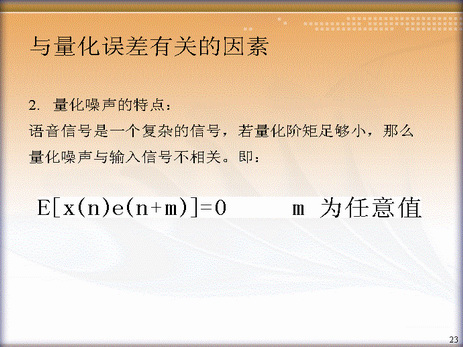 与量化误差有关的因素
2. 量化噪声的特点：
语音信号是一个复杂的信号，若量化阶矩足够小，那么
量化噪声与输入信号不相关。即：
E[x(n)e(n+m)]=0 m 为任意值
23